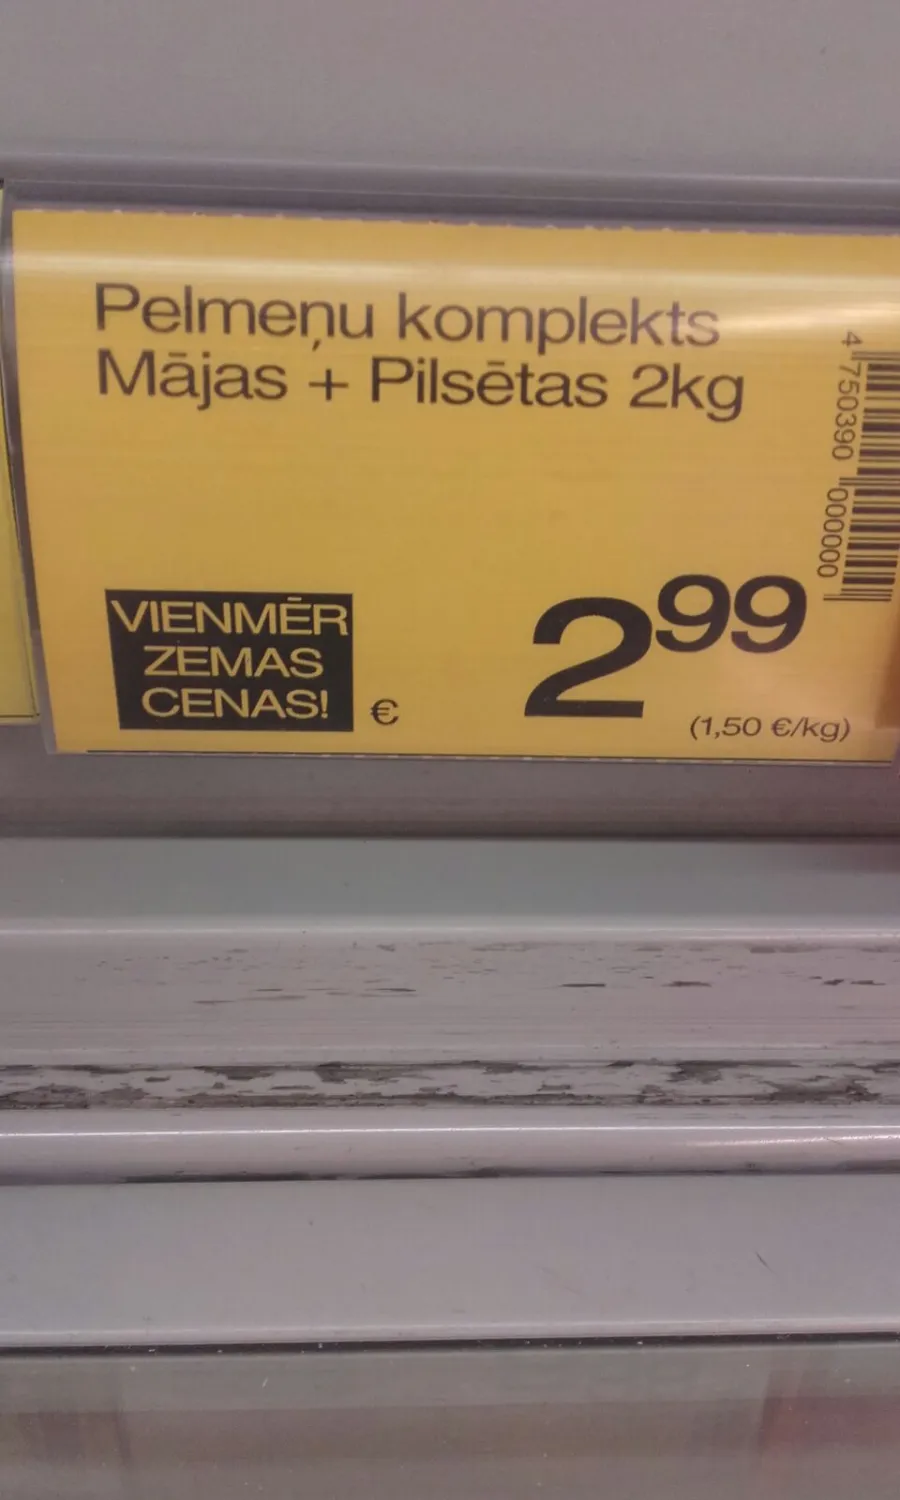 Pelmeņu komplekts
Mājas + Pilsētas 2kg
4 750390 000000
VIENMĒR
ZEMAS
CENAS!
€
2 99
(1,50 €/kg)